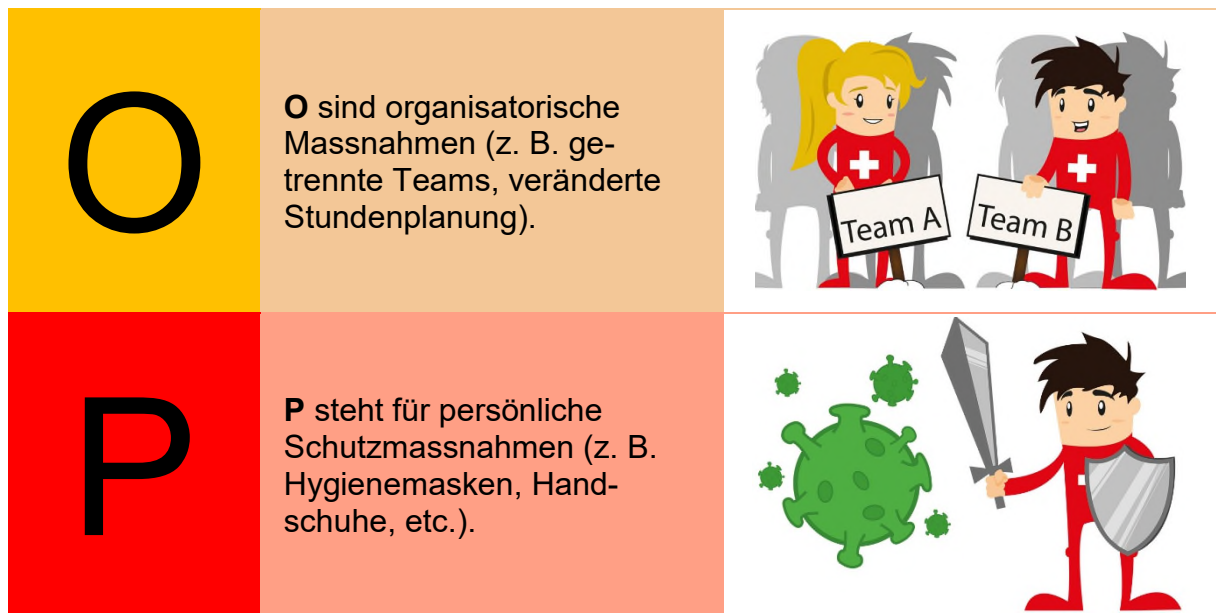 O
O sind organisatorische
Massnahmen (z. B. ge-
trennte Teams, veränderte
Stundenplanung).
Team A
Team B
P
P steht für persönliche
Schutzmassnahmen (z. B.
Hygienemasken, Hand-
schuhe, etc.).